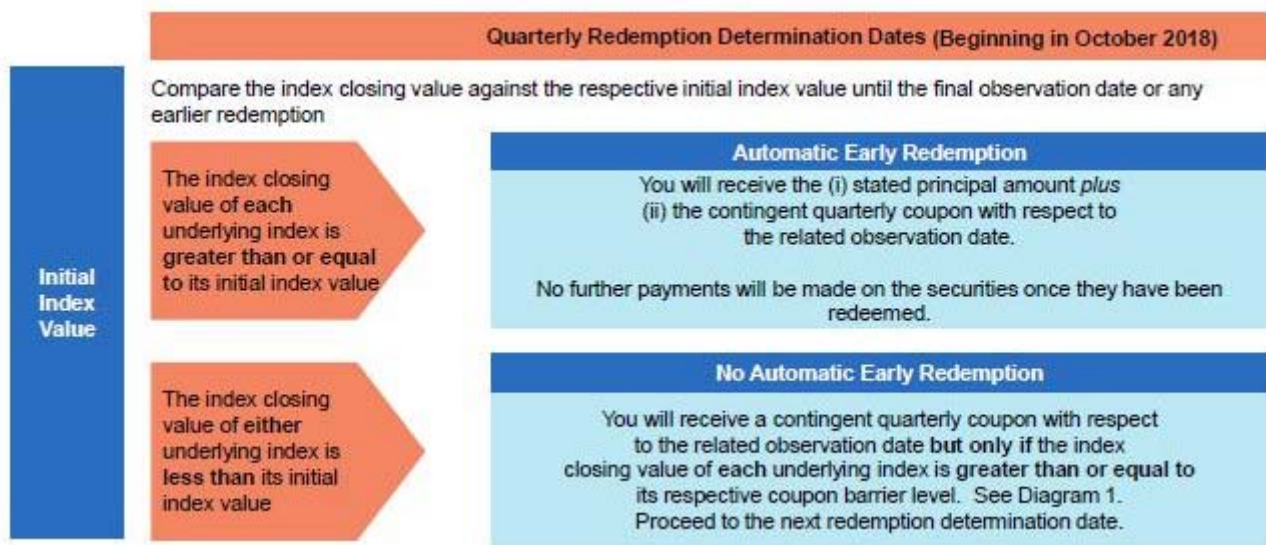 Quarterly Redemption Determination Dates (Beginning in October 2018)
Compare the index closing value against the respective initial index value until the final observation date or any
earlier redemption
Initial
Index
Value
The index closing
value of each
underlying index is
greater than or equal
to its initial index value
Automatic Early Redemption
You will receive the (i) stated principal amount plus
(ii) the contingent quarterly coupon with respect to
the related observation date.
No further payments will be made on the securities once they have been
redeemed.
The index closing
value of either
underlying index is
less than its initial
index value
No Automatic Early Redemption
You will receive a contingent quarterly coupon with respect
to the related observation date but only if the index
closing value of each underlying index is greater than or equal to
its respective coupon barrier level. See Diagram 1.
Proceed to the next redemption determination date.